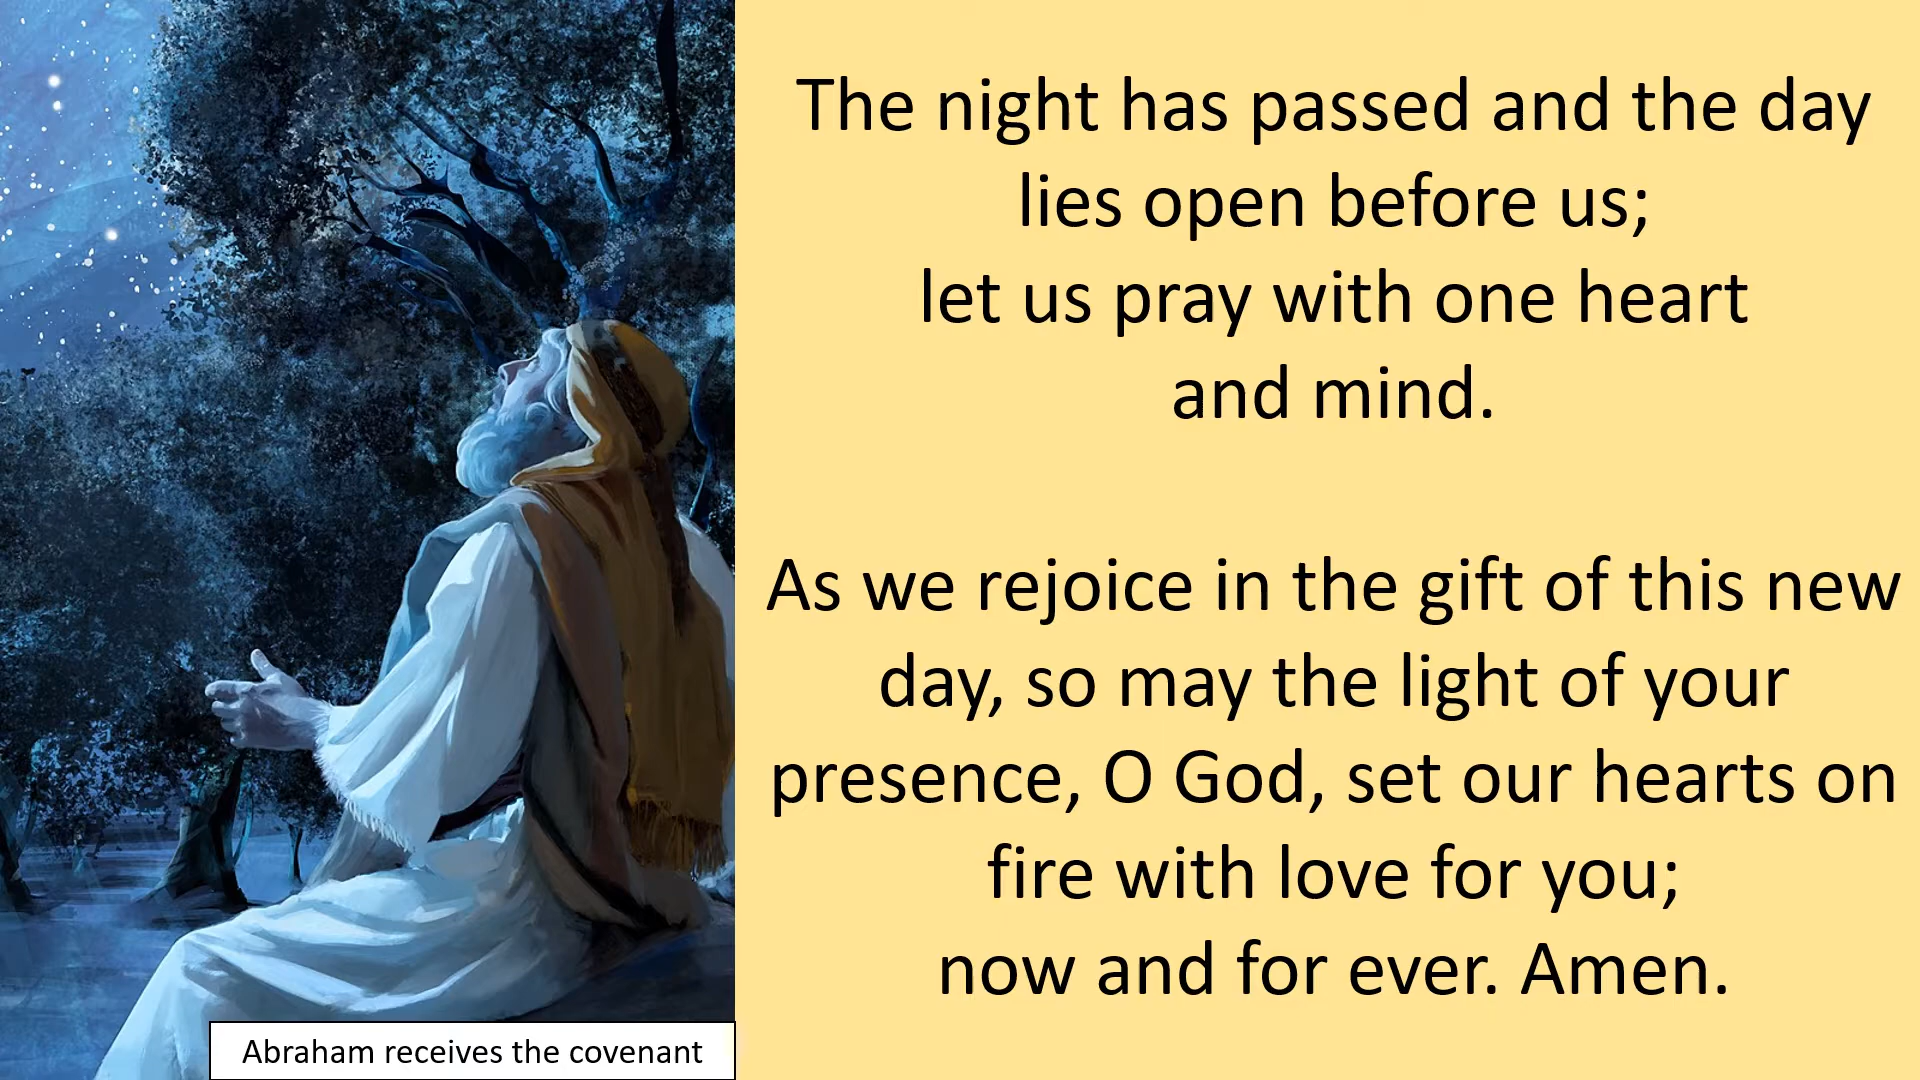 The night has passed and the day
lies open before us;
let us pray with one heart
and mind.
As we rejoice in the gift of this new
day, so may the light of your
presence, O God, set our hearts on
fire with love for you;
now and for ever. Amen.
Abraham receives the covenant